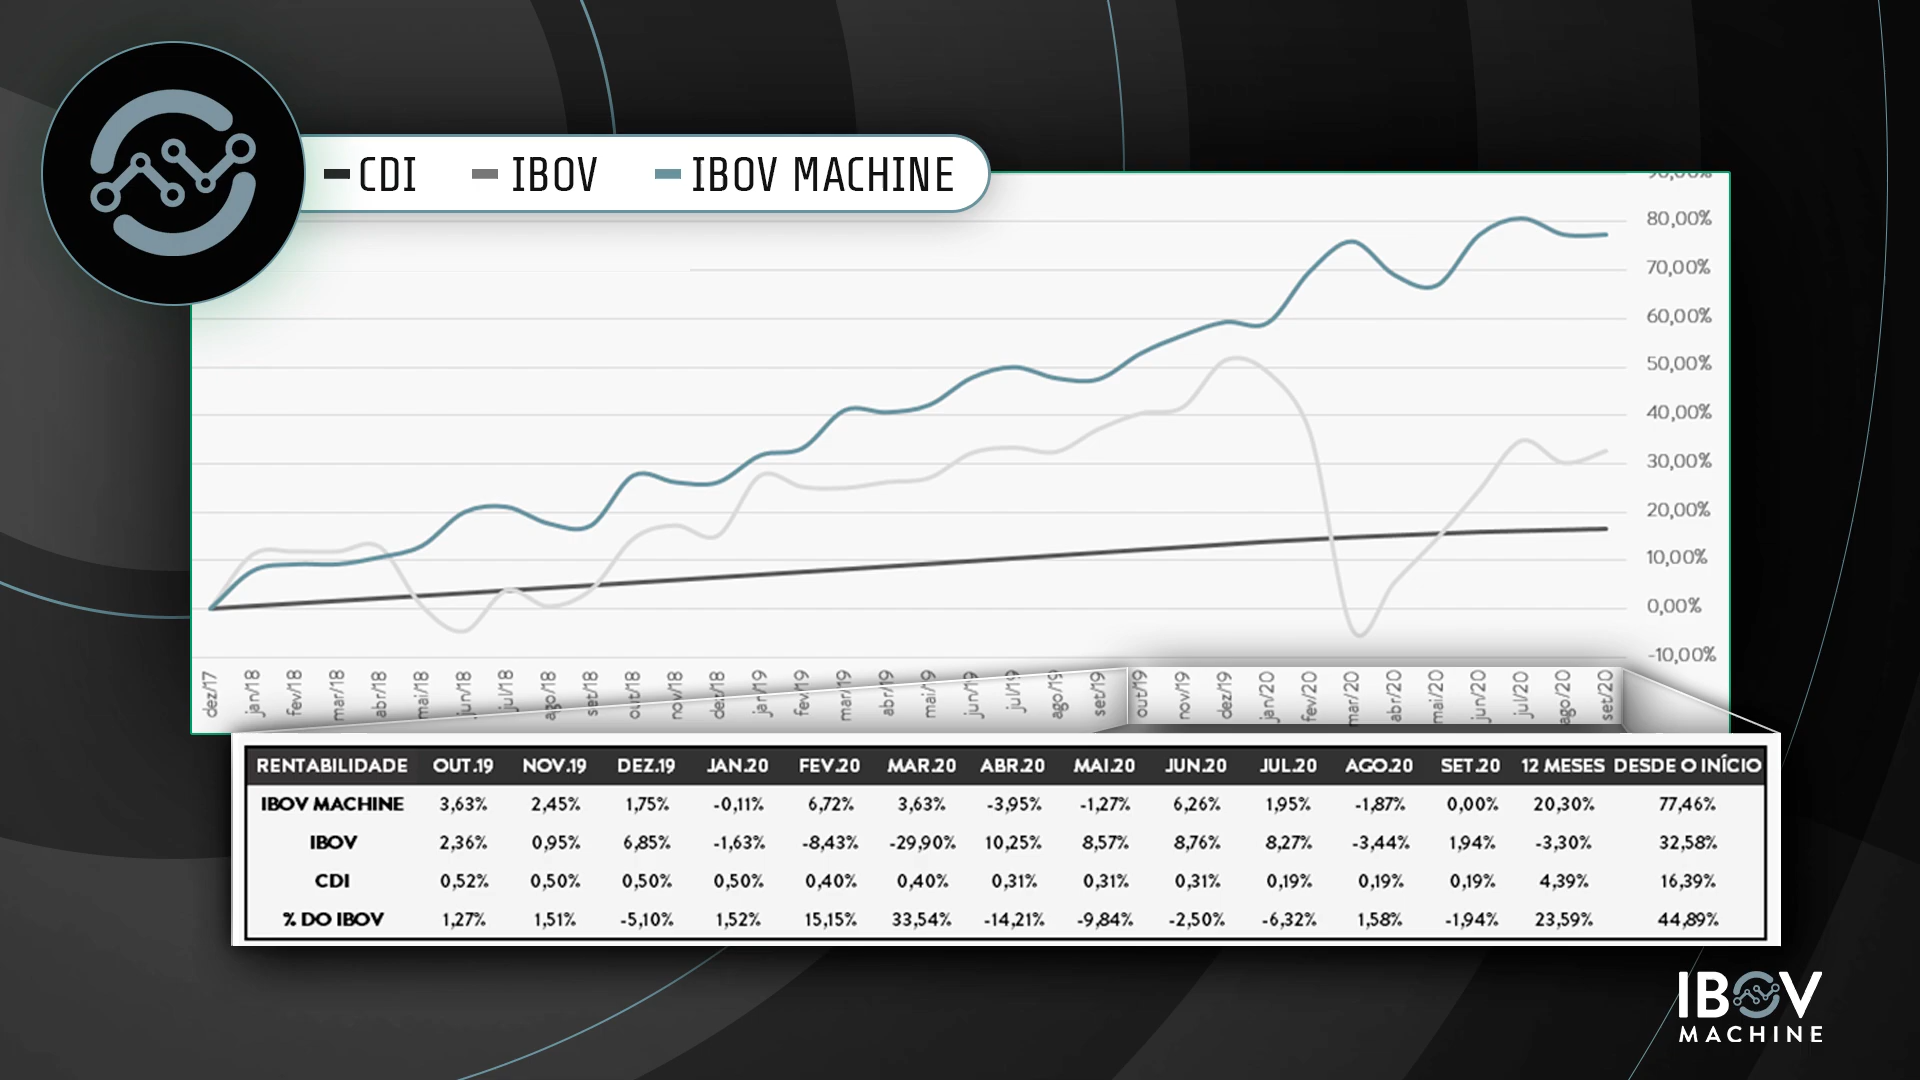 CDI IBOV IBOV MACHINE
90,00%
80,00%
70,00%
60,00%
50,00%
40,00%
30,00%
20,00%
10,00%
0,00%
-10,00%
dez/17 jan/18 fev/18 mar/18 abr/18 mai/18 jun/18 jul/18 ago/18 set/18 out/18 nov/18 dez/18 jan/19 fev/19 mar/19 abr/19 mai/19 jun/19 jul/19 ago/19 set/19 out/19 nov/19 dez/19 jan/20 fev/20 mar/20 abr/20 mai/20 jun/20 jul/20 ago/20 set/20
RENTABILIDADE OUT.19 NOV.19 DEZ.19 JAN.20 FEV.20 MAR.20 ABR.20 MAI.20 JUN.20 JUL.20 AGO.20 SET.20 12 MESES DESDE O INÍCIO
IBOV MACHINE 3,63% 2,45% 1,75% -0,11% 6,72% 3,63% -3,95% -1,27% 6,26% 1,95% -1,87% 0,00% 20,30% 77,46%
IBOV 2,36% 0,95% 6,85% -1,63% -8,43% -29,90% 10,25% 8,57% 8,76% 8,27% -3,44% 1,94% -3,30% 32,58%
CDI 0,52% 0,50% 0,50% 0,50% 0,40% 0,40% 0,31% 0,31% 0,31% 0,19% 0,19% 0,19% 4,39% 16,39%
% DO IBOV 1,27% 1,51% -5,10% 1,52% 15,15% 33,54% -14,21% -9,84% -2,50% -6,32% 1,58% -1,94% 23,59% 44,89%
IBOV
MACHINE